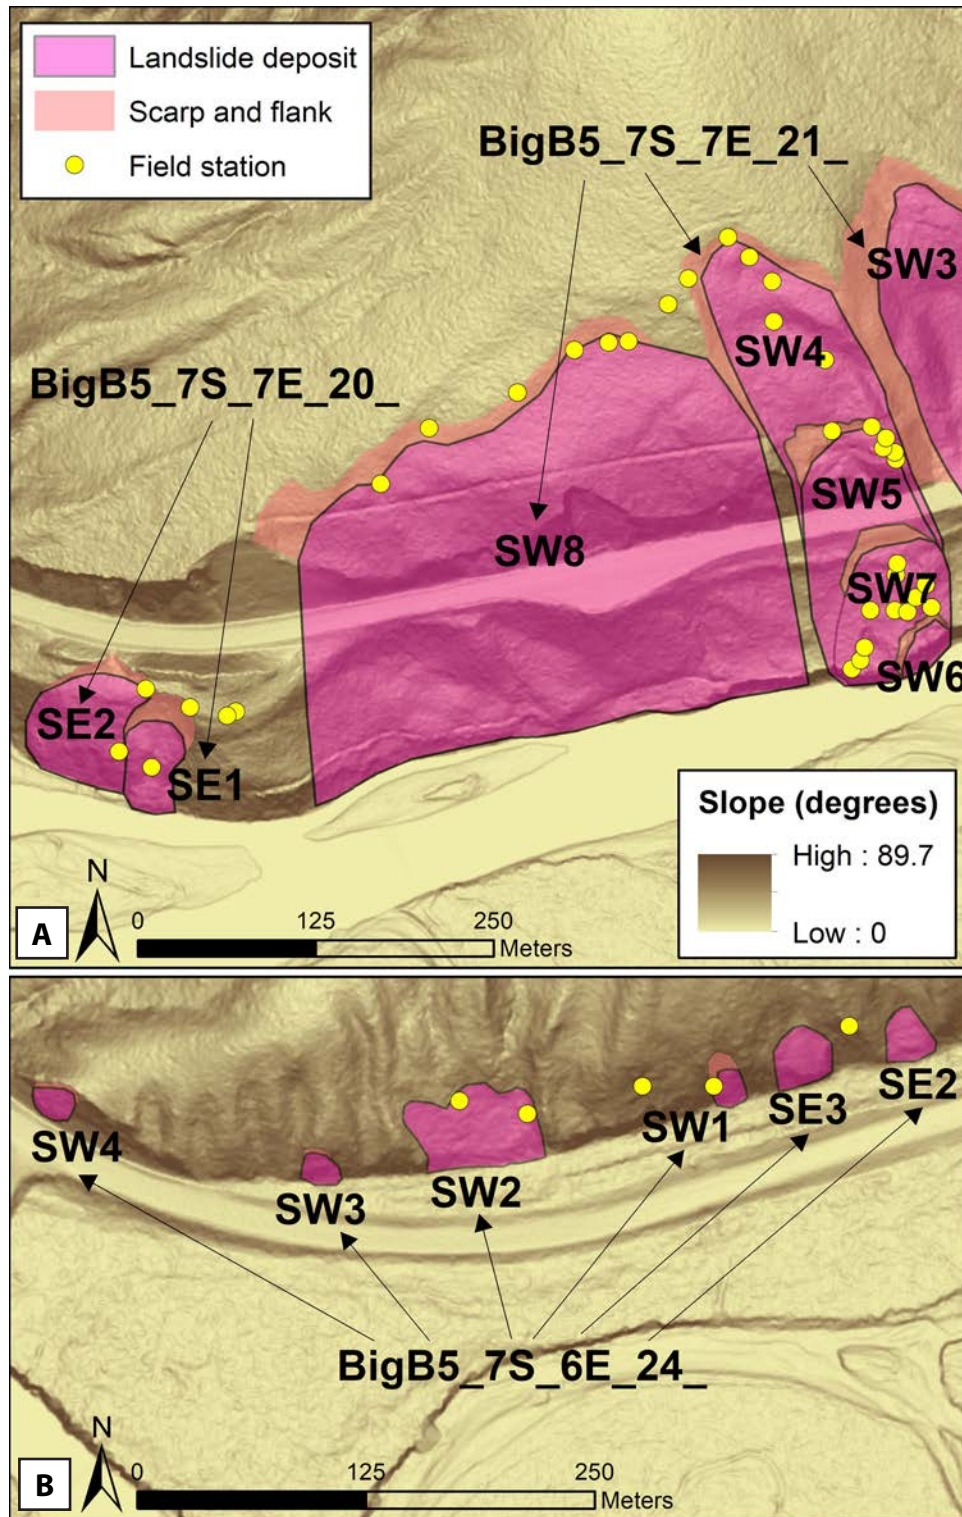 Landslide deposit
Scarp and flank
Field station
BigB5_7S_7E_21_
SW3
SW4
BigB5_7S_7E_20_
SW5
SW8
SW7
SW6
SE2
SE1
Slope (degrees)
High : 89.7
Low : 0
N
0 125 250
Meters
A
SW4
SW3
SW2
SW1
SE3
SE2
BigB5_7S_6E_24_
N
0 125 250
Meters
B